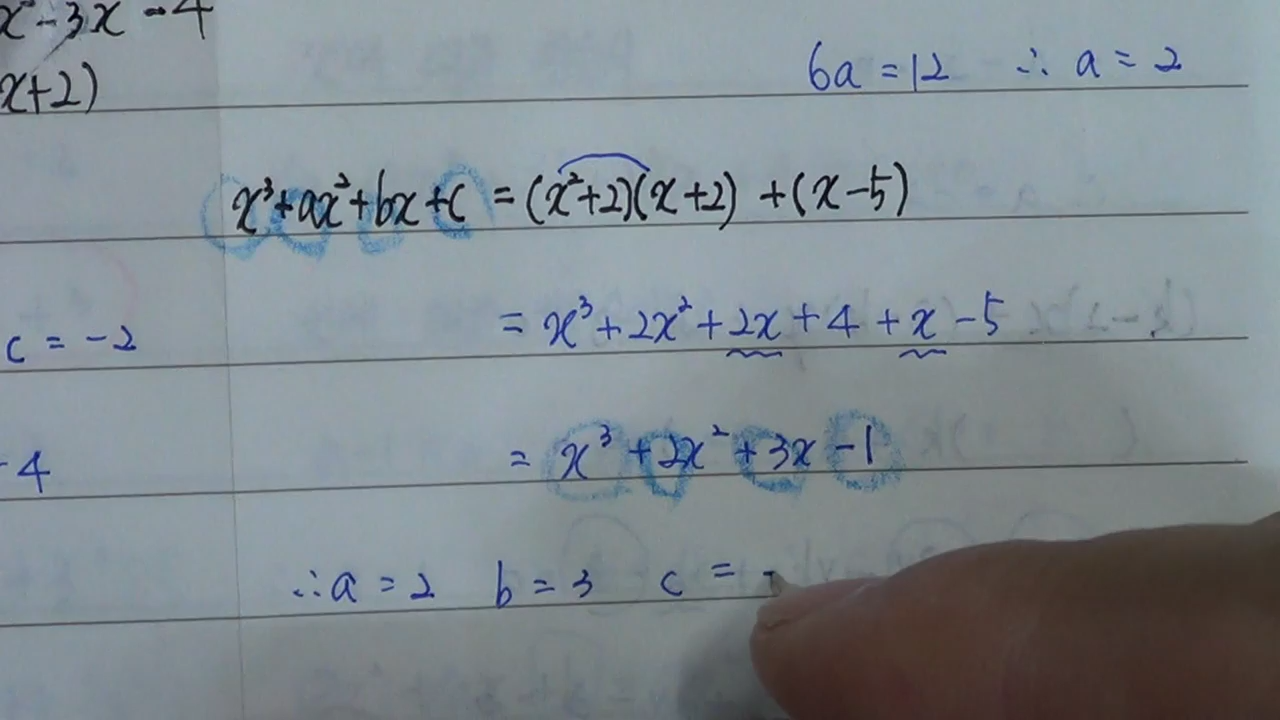 x² - 3x - 4
x+2)
6a = 12 ∴ a = 2
x³+ax²+bx+c = (x²+2)(x+2) +(x-5)
c = -2
= x³+2x²+2x+4+x-5
-4
= x³+2x²+3x-1
∴a = 2 b = 3 c = -